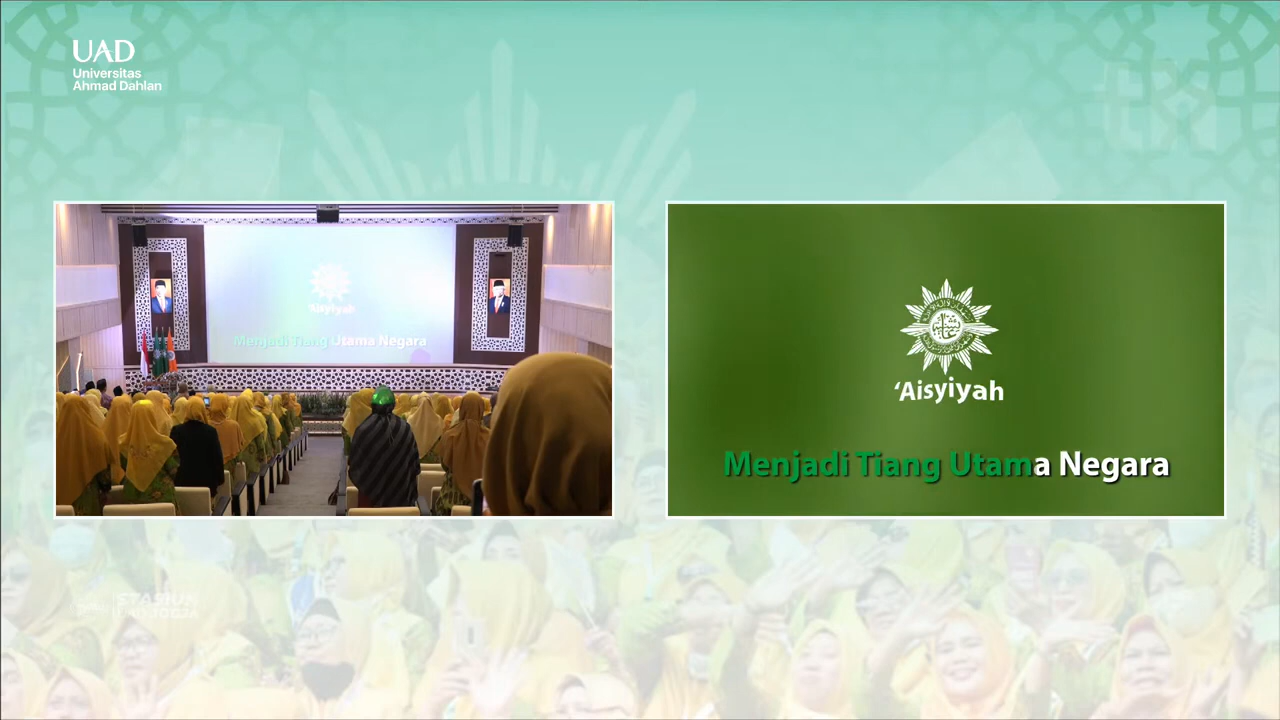 UAD
Universitas
Ahmad Dahlan
'Aisyiyah
Menjadi Tiang Utama Negara
‘Aisyiyah
Menjadi Tiang Utama Negara